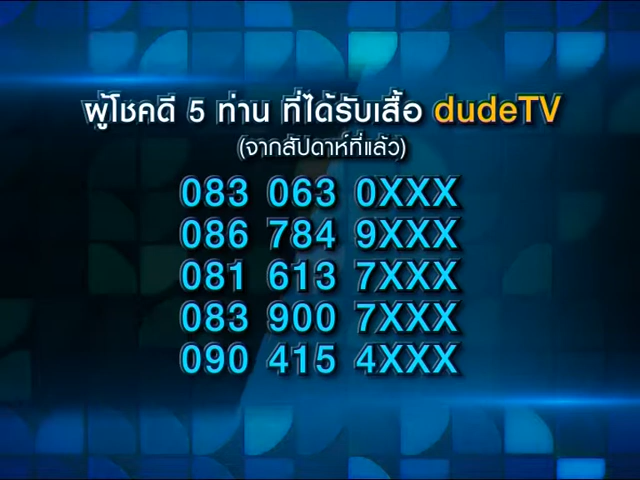 ผู้โชคดี 5 ท่าน ที่ได้รับเสื้อ dudeTV
(จากสัปดาห์ที่แล้ว)
083 063 0XXX
086 784 9XXX
081 613 7XXX
083 900 7XXX
090 415 4XXX